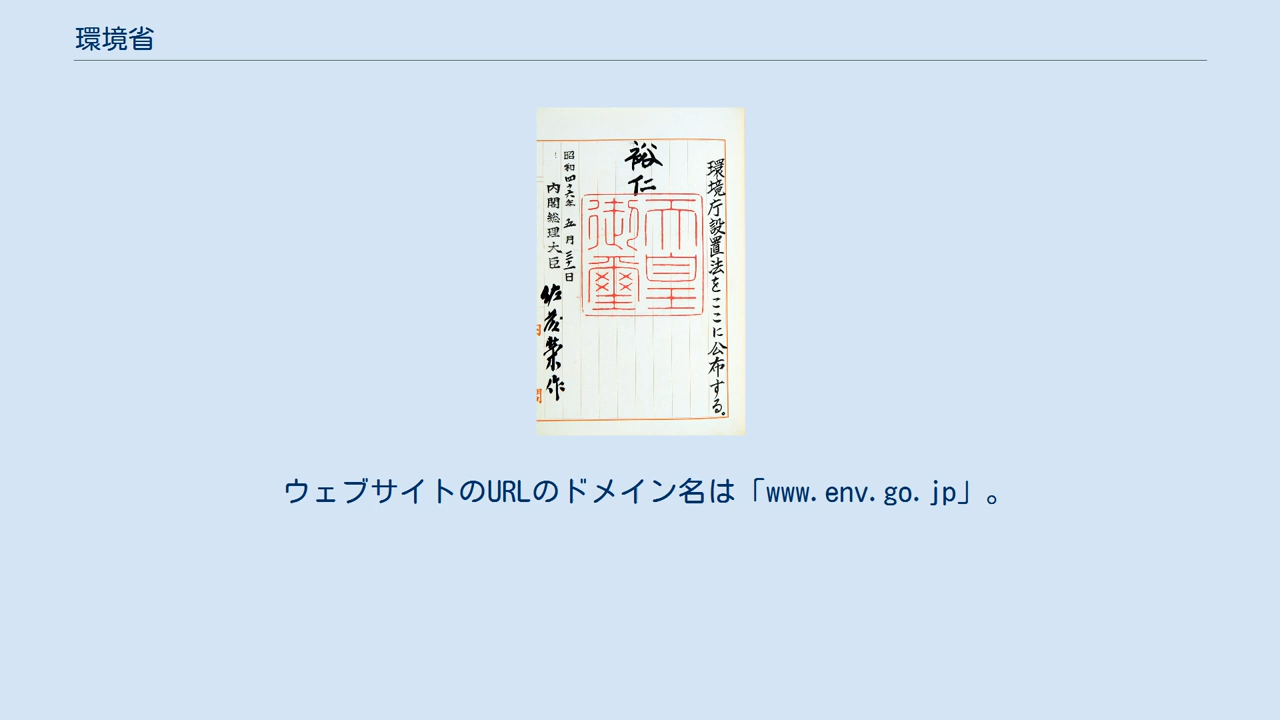 環境省
環境庁設置法をここに公布する。
裕仁
天皇
御璽
昭和四十六年五月三十一日
内閣総理大臣
佐藤榮作
ウェブサイトのURLのドメイン名は「www.env.go.jp」。